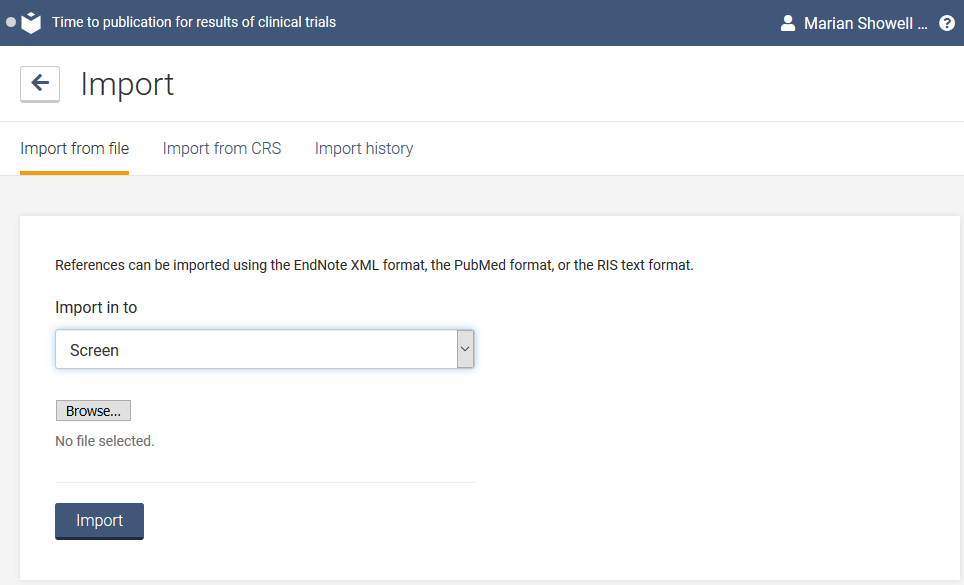 Time to publication for results of clinical trials
Marian Showell ...
?
Import
Import from file
Import from CRS
Import history
References can be imported using the EndNote XML format, the PubMed format, or the RIS text format.
Import in to
Screen
Browse...
No file selected.
Import